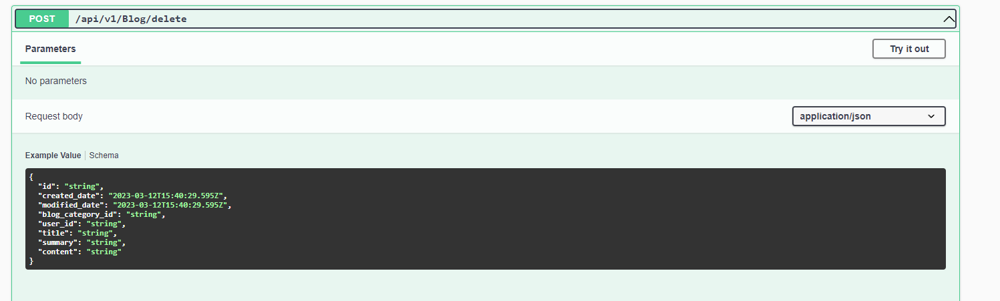 POST /api/v1/Blog/delete
Parameters
Try it out
No parameters
Request body
application/json
Example Value | Schema
{
  "id": "string",
  "created_date": "2023-03-12T15:40:29.595Z",
  "modified_date": "2023-03-12T15:40:29.595Z",
  "blog_category_id": "string",
  "user_id": "string",
  "title": "string",
  "summary": "string",
  "content": "string"
}